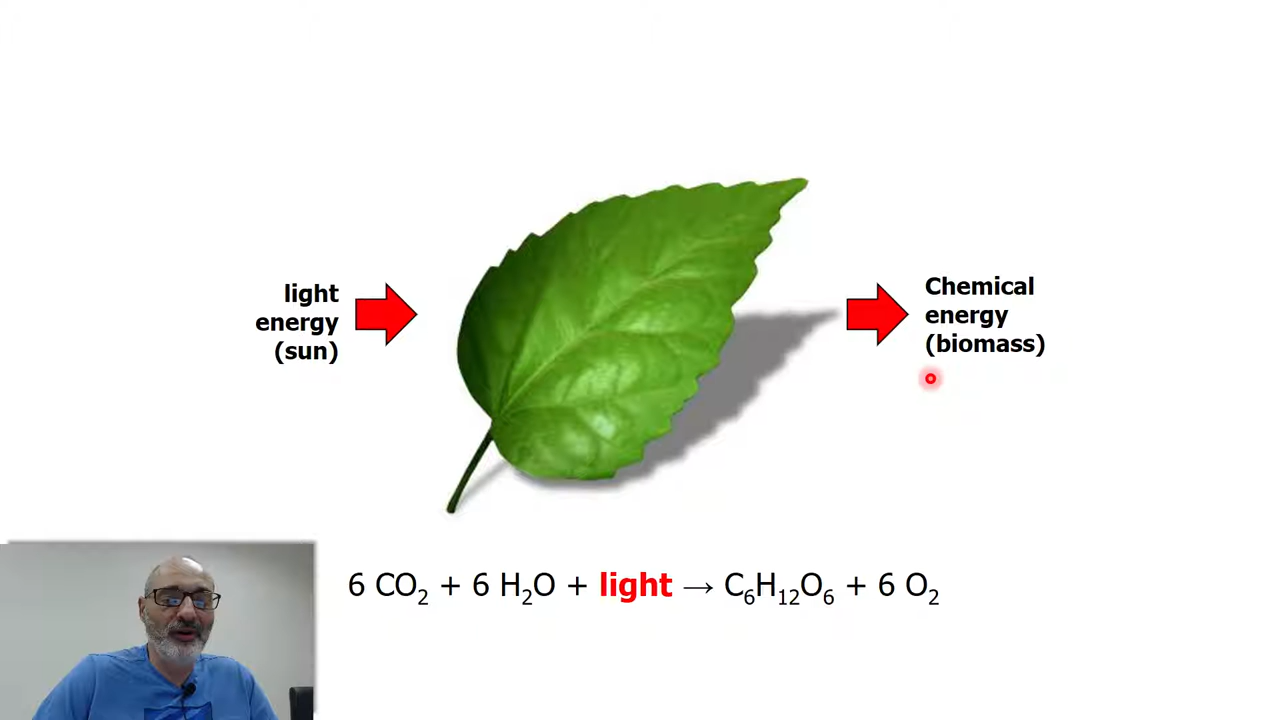 light
energy
(sun)
Chemical
energy
(biomass)
6 CO₂ + 6 H₂O + light → C₆H₁₂O₆ + 6 O₂